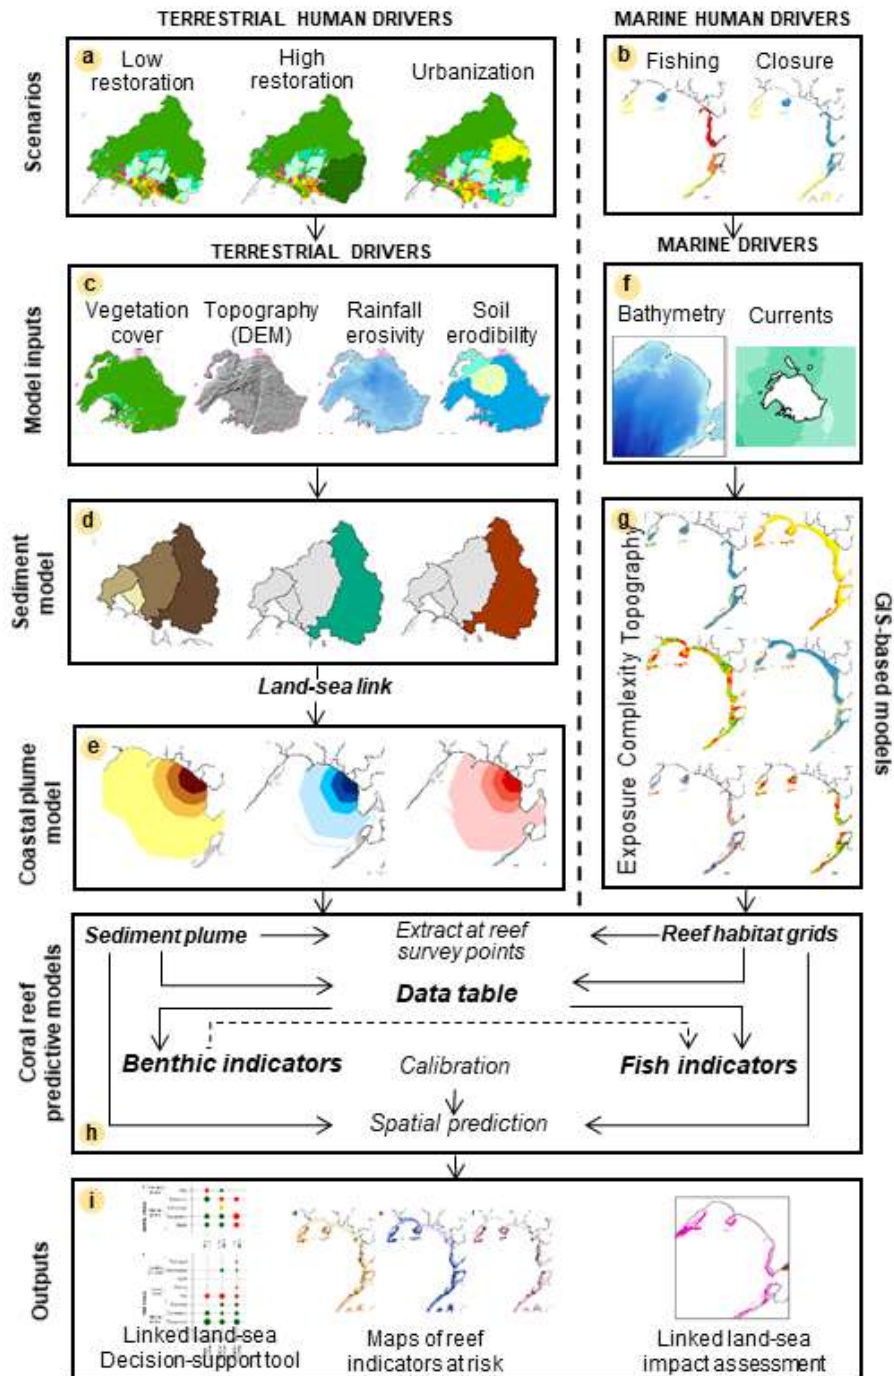 TERRESTRIAL HUMAN DRIVERS
MARINE HUMAN DRIVERS
Scenarios
a
Low
restoration
High
restoration
Urbanization
b
Fishing
Closure
TERRESTRIAL DRIVERS
MARINE DRIVERS
Model inputs
c
Vegetation
cover
Topography
(DEM)
Rainfall
erosivity
Soil
erodibility
f
Bathymetry
Currents
Sediment
model
d
Land-sea link
Coastal plume
model
e
g
Exposure Complexity Topography
GIS-based models
Coral reef
predictive models
Sediment plume
Extract at reef
survey points
Reef habitat grids
Data table
Benthic indicators
Calibration
Fish indicators
Spatial prediction
h
Outputs
i
Linked land-sea
Decision-support tool
Maps of reef
indicators at risk
Linked land-sea
impact assessment